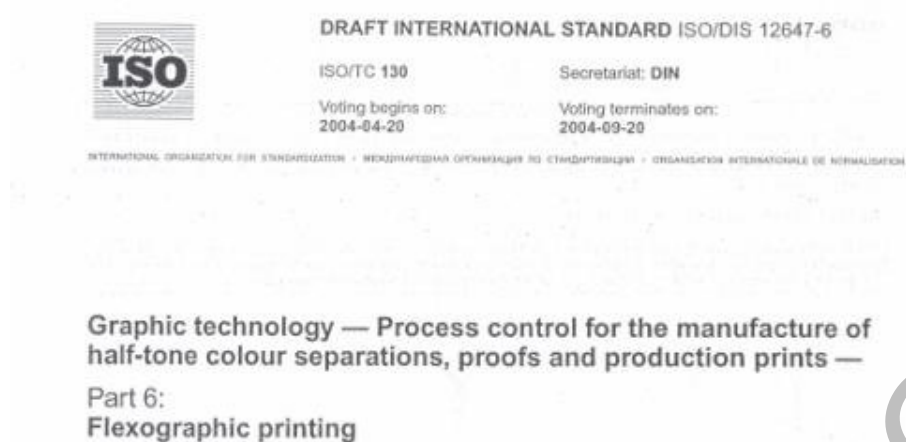 DRAFT INTERNATIONAL STANDARD ISO/DIS 12647-6
ISO
ISO/TC 130
Secretariat: DIN
Voting begins on:
2004-04-20
Voting terminates on:
2004-09-20
INTERNATIONAL ORGANIZATION FOR STANDARDIZATION • МЕЖДУНАРОДНАЯ ОРГАНИЗАЦИЯ ПО СТАНДАРТИЗАЦИИ • ORGANISATION INTERNATIONALE DE NORMALISATION
Graphic technology — Process control for the manufacture of
half-tone colour separations, proofs and production prints —
Part 6:
Flexographic printing